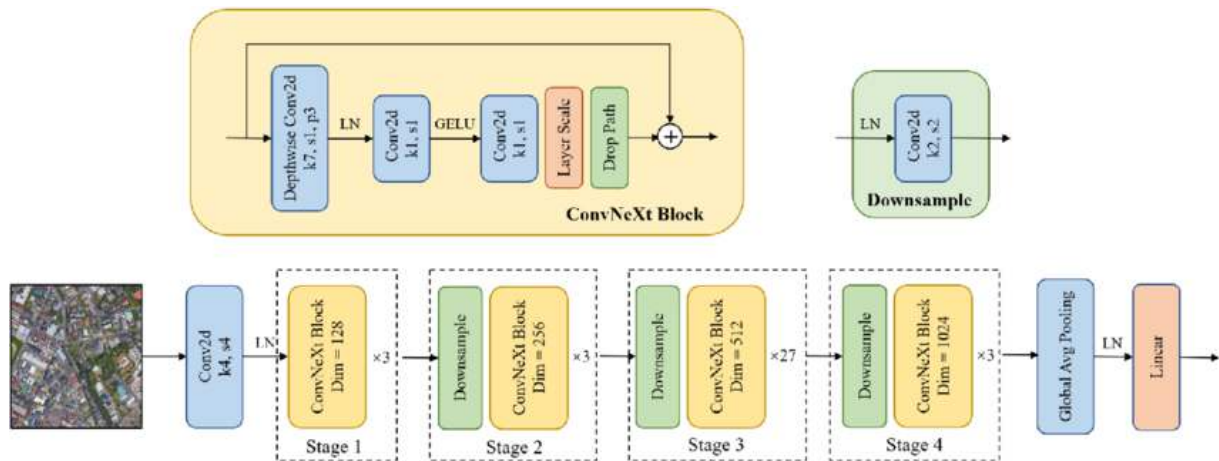 Depthwise Conv2d
k7, s1, p3
LN
Conv2d
k1, s1
GELU
Conv2d
k1, s1
Layer Scale
Drop Path
+
ConvNeXt Block
LN
Conv2d
k2, s2
Downsample
Conv2d
k4, s4
LN
ConvNeXt Block
Dim = 128
×3
Stage 1
Downsample
ConvNeXt Block
Dim = 256
×3
Stage 2
Downsample
ConvNeXt Block
Dim = 512
×27
Stage 3
Downsample
ConvNeXt Block
Dim = 1024
×3
Stage 4
Global Avg Pooling
LN
Linear